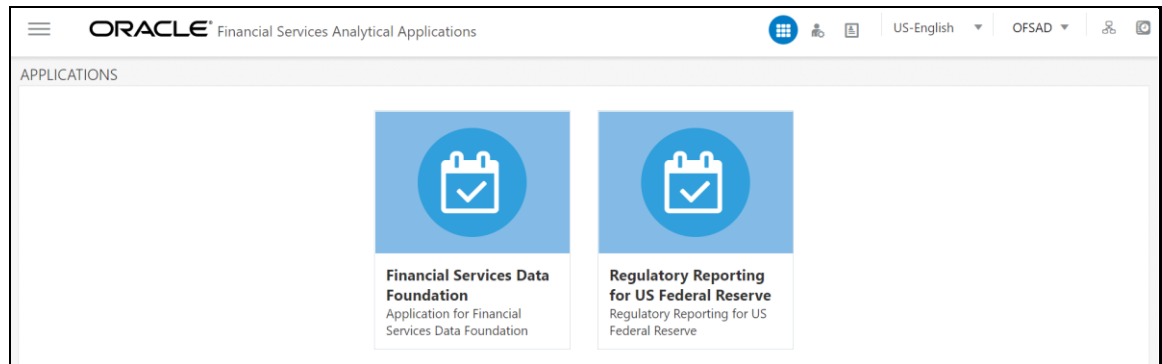 ORACLE® Financial Services Analytical Applications
US-English
OFSAD
APPLICATIONS
Financial Services Data
Foundation
Application for Financial
Services Data Foundation
Regulatory Reporting
for US Federal Reserve
Regulatory Reporting for US
Federal Reserve